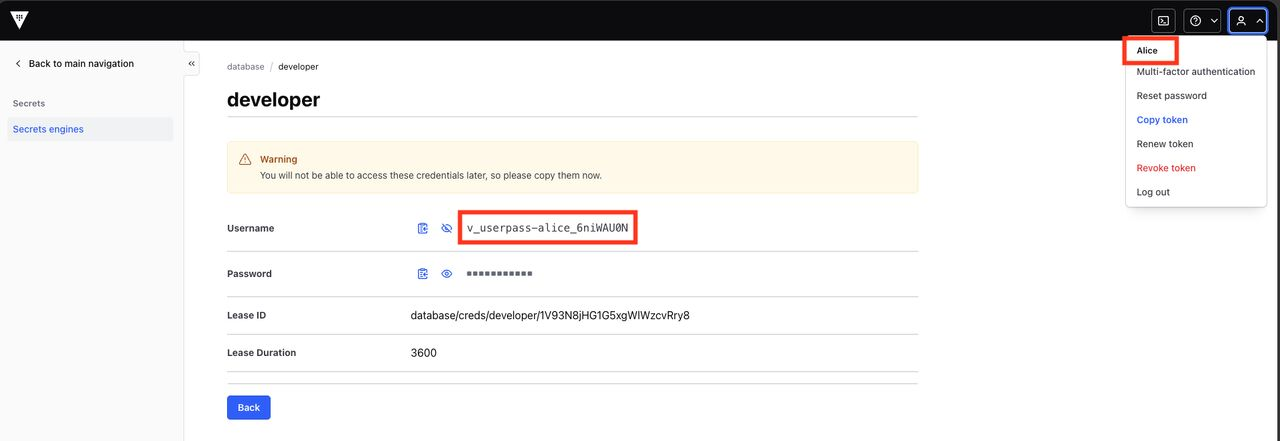 Alice
Multi-factor authentication
Reset password
Copy token
Renew token
Revoke token
Log out
Back to main navigation
Secrets
Secrets engines
database / developer
developer
Warning
You will not be able to access these credentials later, so please copy them now.
Username v_userpass-alice_6niWAU0N
Password ▪▪▪▪▪▪▪▪▪▪▪
Lease ID database/creds/developer/1V93N8jHG1G5xgWlWzcvRry8
Lease Duration 3600
Back